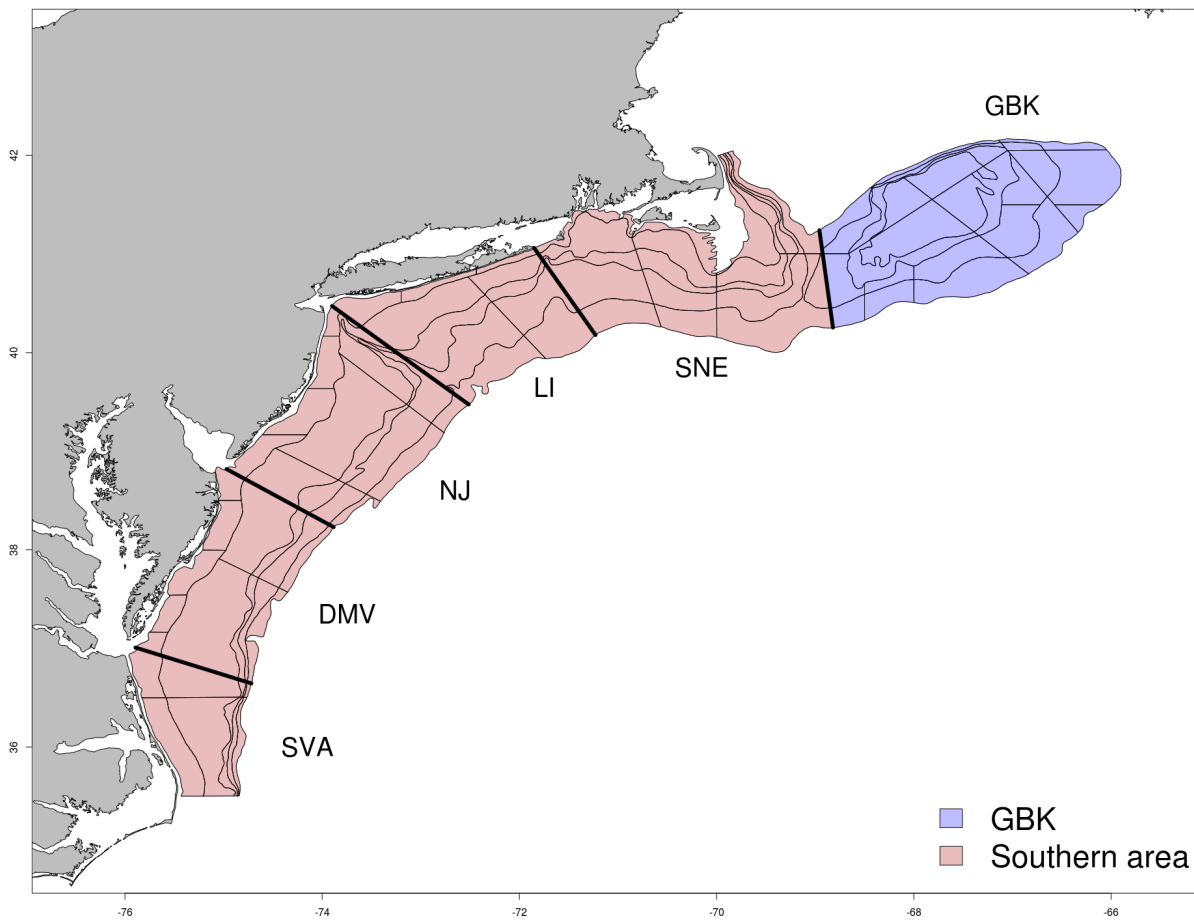 GBK
42
SNE
40
LI
NJ
38
DMV
36
SVA
GBK
Southern area
-76 -74 -72 -70 -68 -66